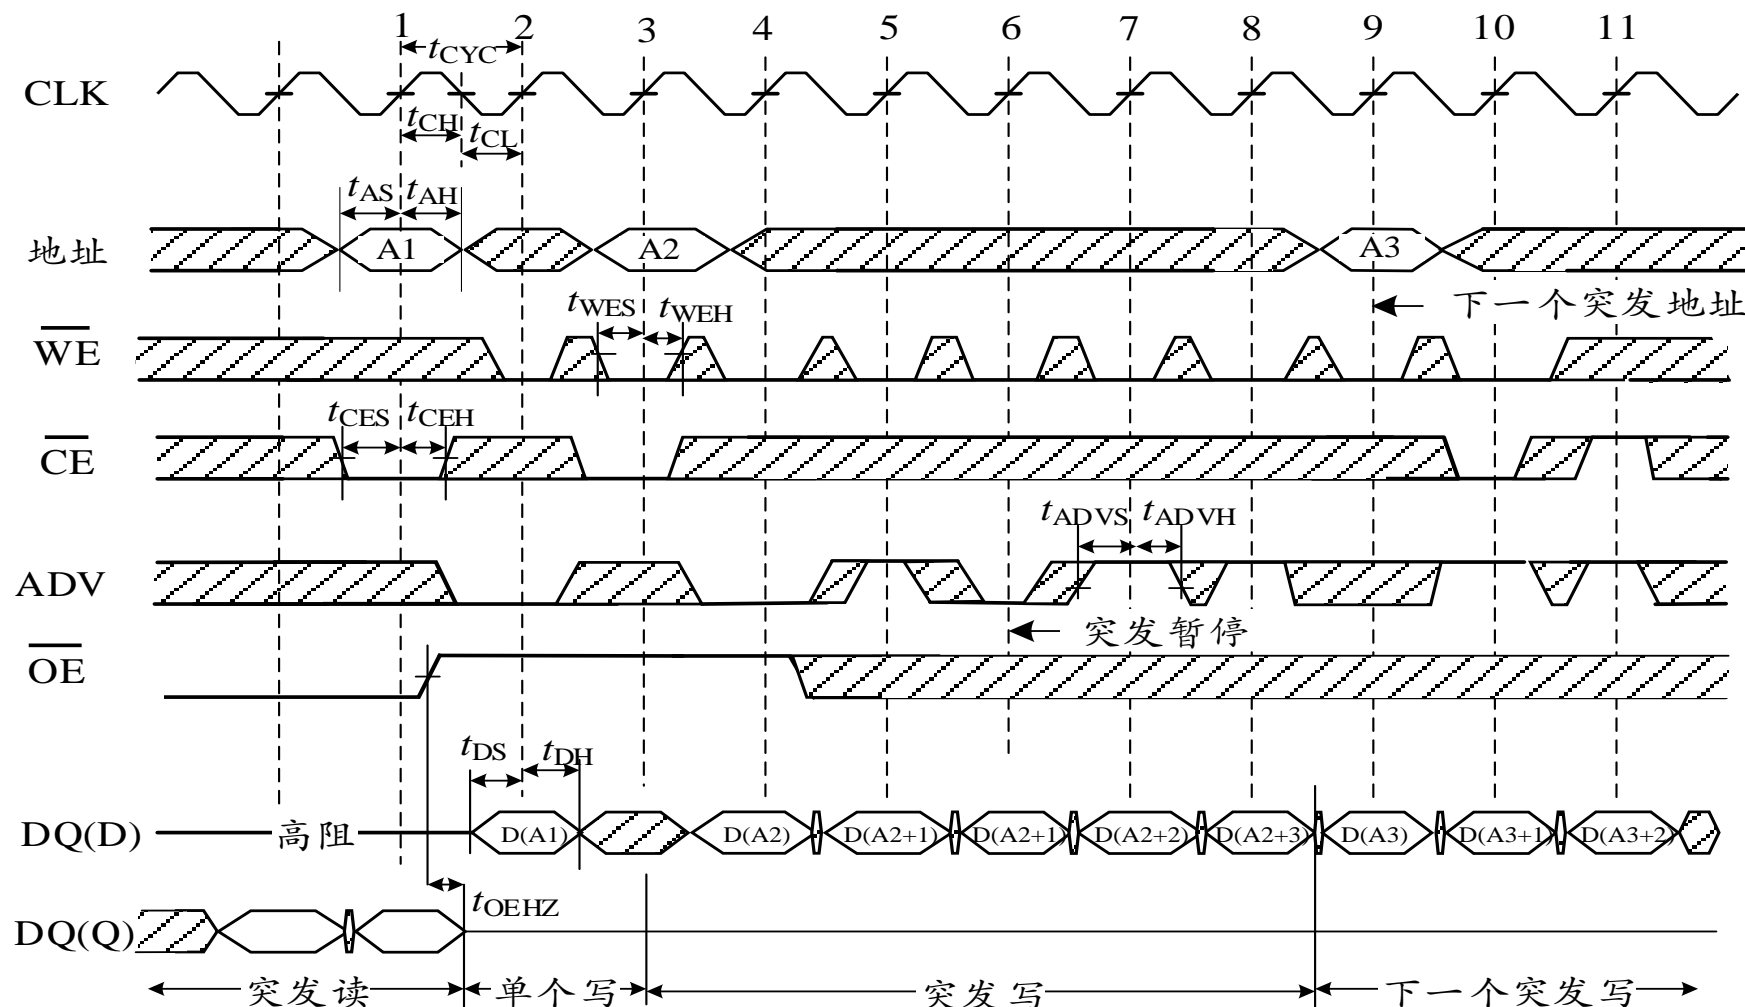 1 2 3 4 5 6 7 8 9 10 11
tCYC
CLK
tCH
tCL
tAS tAH
地址 A1 A2 A3
下一个突发地址
tWES tWEH
WE
tCES tCEH
CE
tADVS tADVH
ADV
突发暂停
OE
tDS tDH
DQ(D) 高阻 D(A1) D(A2) D(A2+1) D(A2+1) D(A2+2) D(A2+3) D(A3) D(A3+1) D(A3+2)
tOEHZ
DQ(Q)
突发读 单个写 突发写 下一个突发写